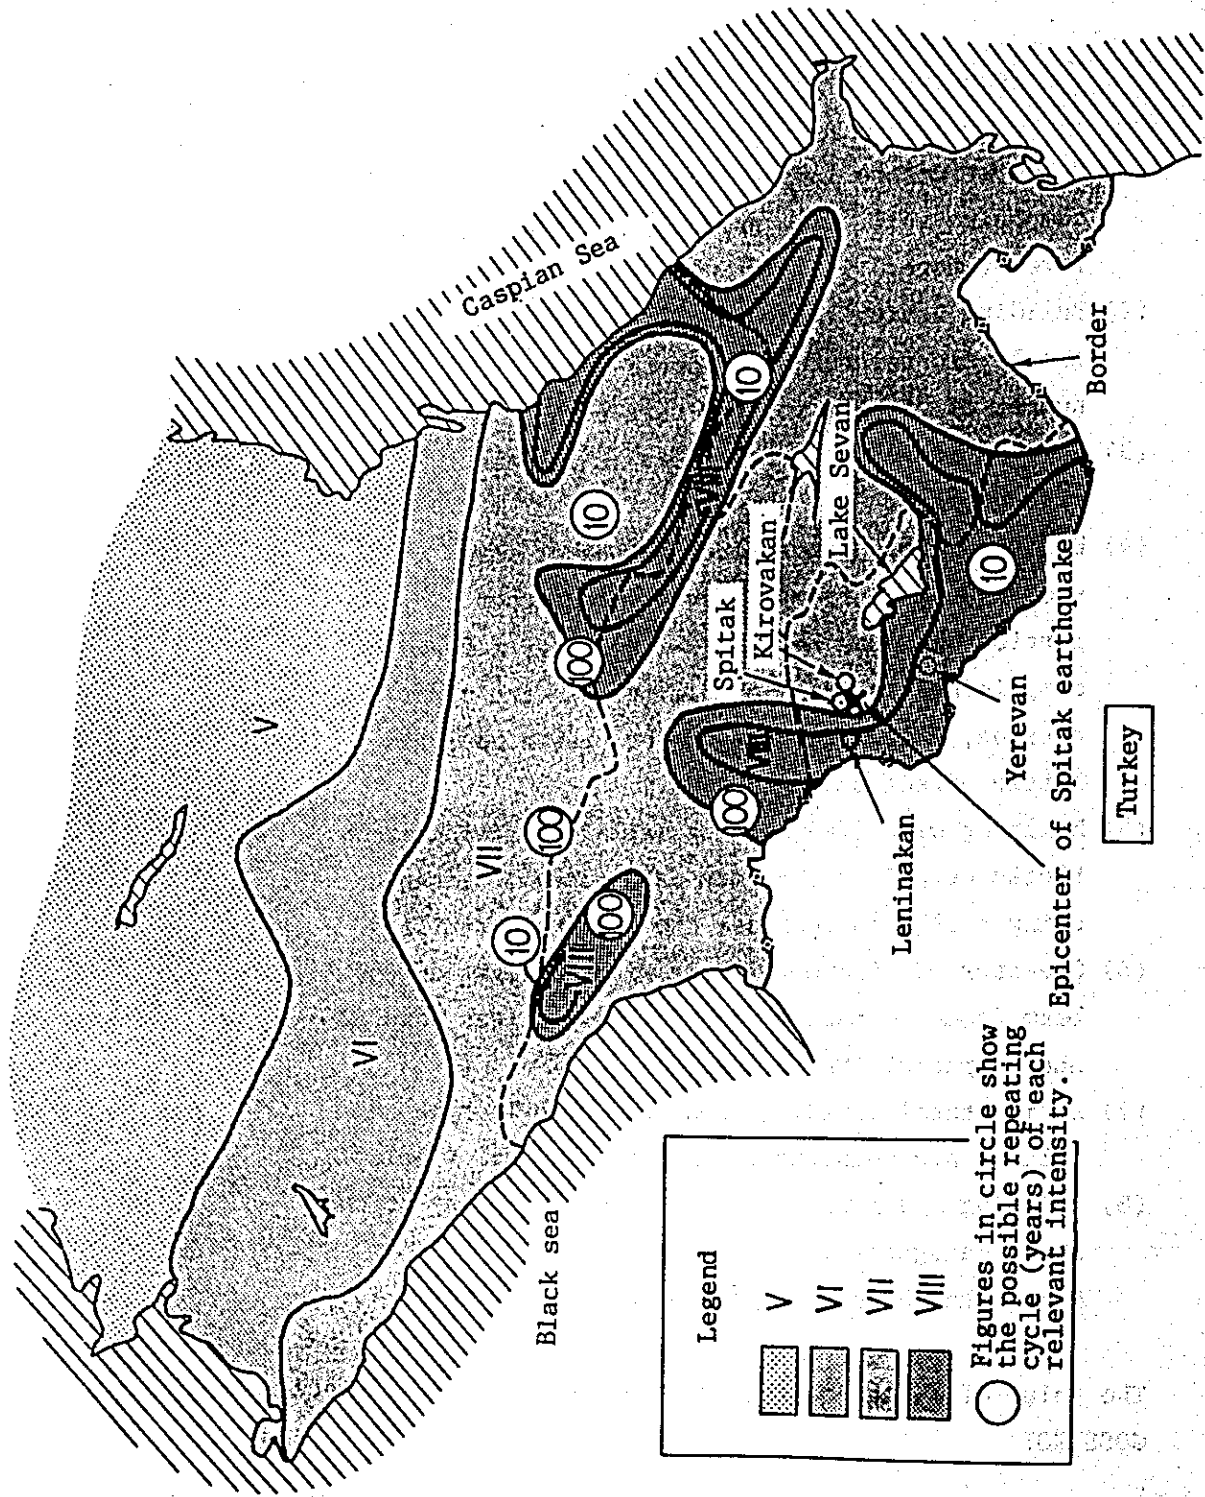 Caspian Sea
V
VI
VII
VIII
10
10
100
100
10
VIII
100
VIII
100
10
Spitak
Kirovakan
Lake Sevan
Border
Black sea
Leninakan
Yerevan
Epicenter of Spitak earthquake
Turkey
Legend
V
VI
VII
VIII
Figures in circle show
the possible repeating
cycle (years) of each
relevant intensity.